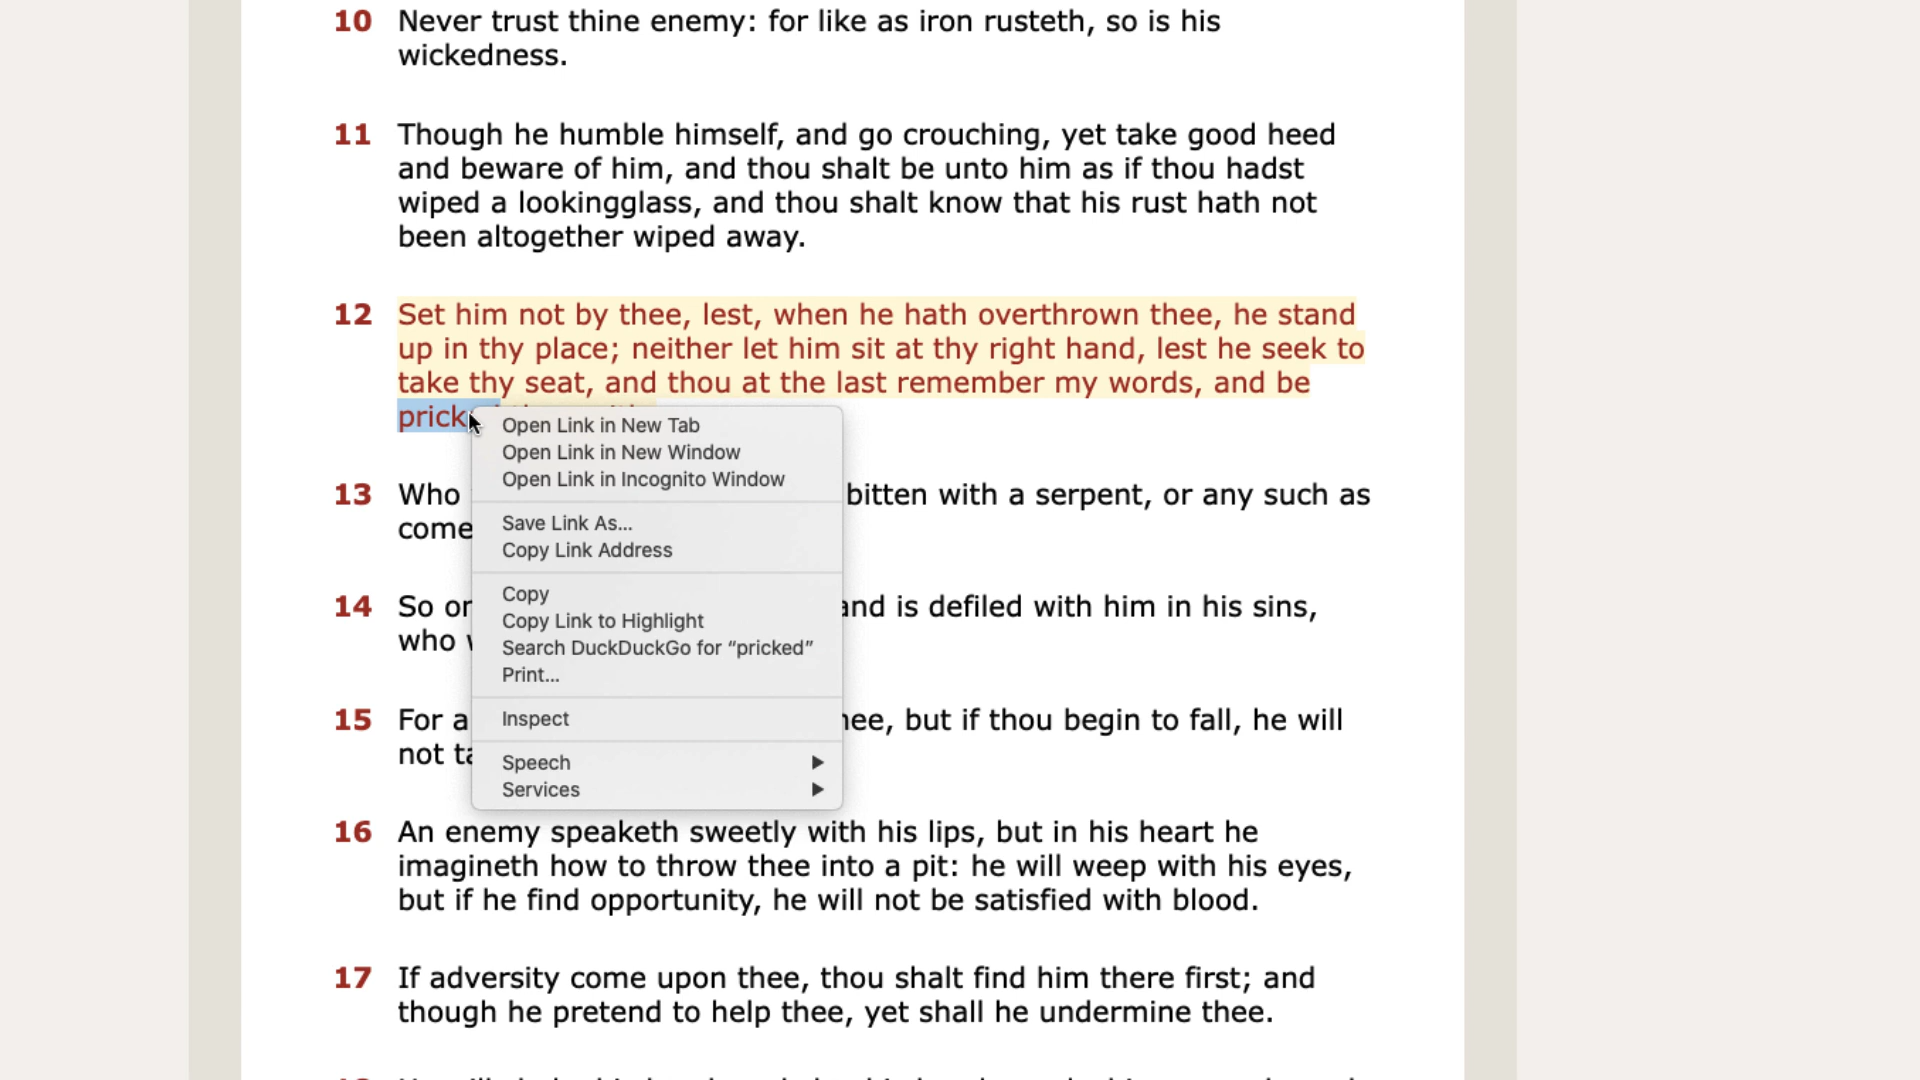 10 Never trust thine enemy: for like as iron rusteth, so is his
wickedness.
11 Though he humble himself, and go crouching, yet take good heed
and beware of him, and thou shalt be unto him as if thou hadst
wiped a lookingglass, and thou shalt know that his rust hath not
been altogether wiped away.
12 Set him not by thee, lest, when he hath overthrown thee, he stand
up in thy place; neither let him sit at thy right hand, lest he seek to
take thy seat, and thou at the last remember my words, and be
prick
Open Link in New Tab
Open Link in New Window
Open Link in Incognito Window
Save Link As...
Copy Link Address
Copy
Copy Link to Highlight
Search DuckDuckGo for “pricked”
Print...
Inspect
Speech
Services
13 Who bitten with a serpent, or any such as
come
14 So and is defiled with him in his sins,
who
15 For a thee, but if thou begin to fall, he will
not
16 An enemy speaketh sweetly with his lips, but in his heart he
imagineth how to throw thee into a pit: he will weep with his eyes,
but if he find opportunity, he will not be satisfied with blood.
17 If adversity come upon thee, thou shalt find him there first; and
though he pretend to help thee, yet shall he undermine thee.